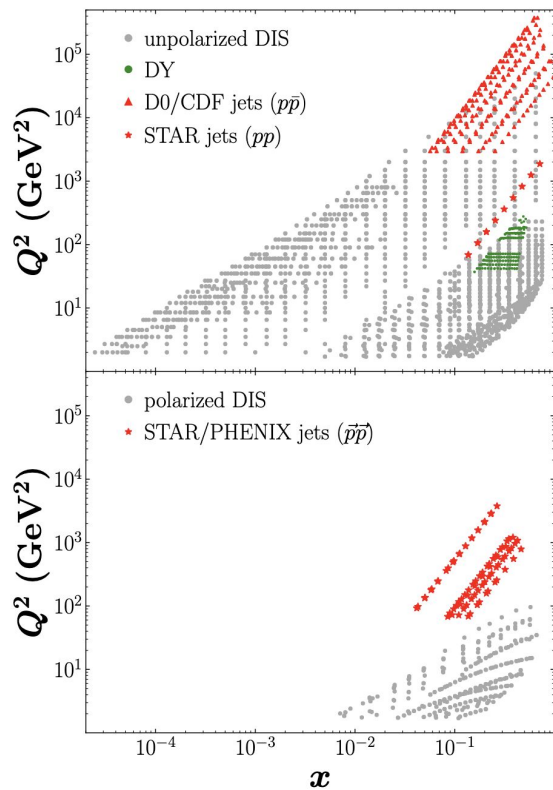 10⁵
10⁴
10³
10²
10¹
Q² (GeV²)
unpolarized DIS
DY
D0/CDF jets (pp̄)
STAR jets (pp)
10⁵
10⁴
10³
10²
10¹
Q² (GeV²)
polarized DIS
STAR/PHENIX jets (p⃗p⃗)
10⁻⁴ 10⁻³ 10⁻² 10⁻¹
x